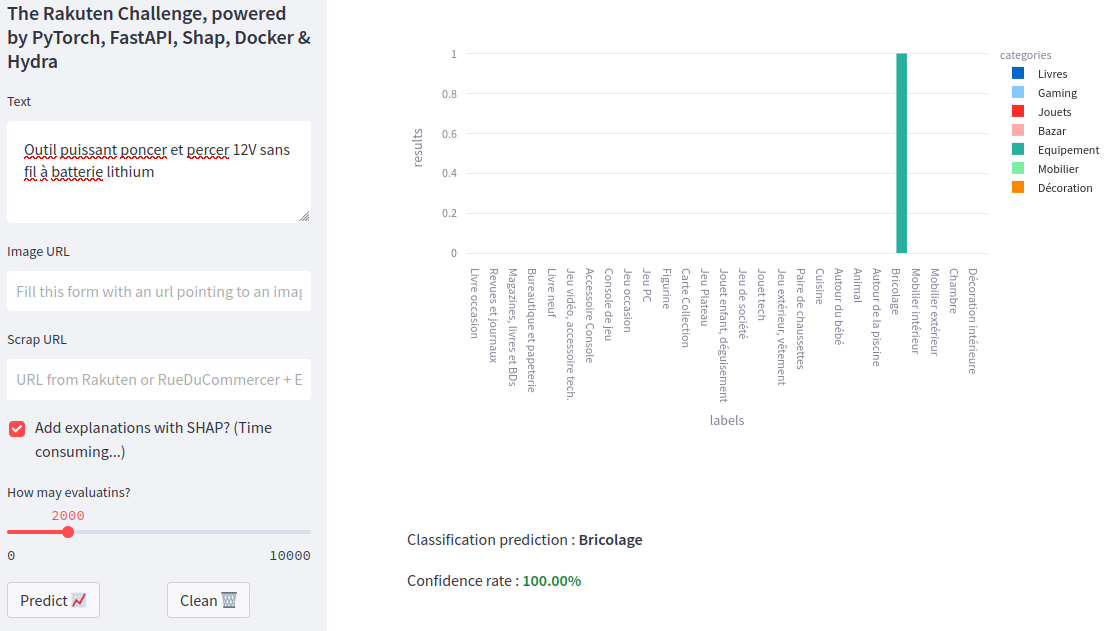 The Rakuten Challenge, powered
by PyTorch, FastAPI, Shap, Docker &
Hydra
Text
Outil puissant poncer et percer 12V sans
fil à batterie lithium
Image URL
Fill this form with an url pointing to an imag
Scrap URL
URL from Rakuten or RueDuCommercer + E
Add explanations with SHAP? (Time
consuming...)
How may evaluatins?
2000
0
10000
Predict
Clean
results
1
0.8
0.6
0.4
0.2
0
Livre occasion
Revues et journaux
Magazines, livres et BDs
Bureautique et papeterie
Livre neuf
Jeu vidéo, accessoire tech.
Accessoire Console
Console de jeu
Jeu occasion
Jeu PC
Figurine
Carte Collection
Jeu Plateau
Jouet enfant, déguisement
Jeu de société
Jouet tech
Jeu extérieur, vêtement
Paire de chaussettes
Cuisine
Autour du bébé
Animal
Autour de la piscine
Bricolage
Mobilier intérieur
Mobilier extérieur
Chambre
Décoration intérieure
labels
categories
Livres
Gaming
Jouets
Bazar
Equipement
Mobilier
Décoration
Classification prediction : Bricolage
Confidence rate : 100.00%